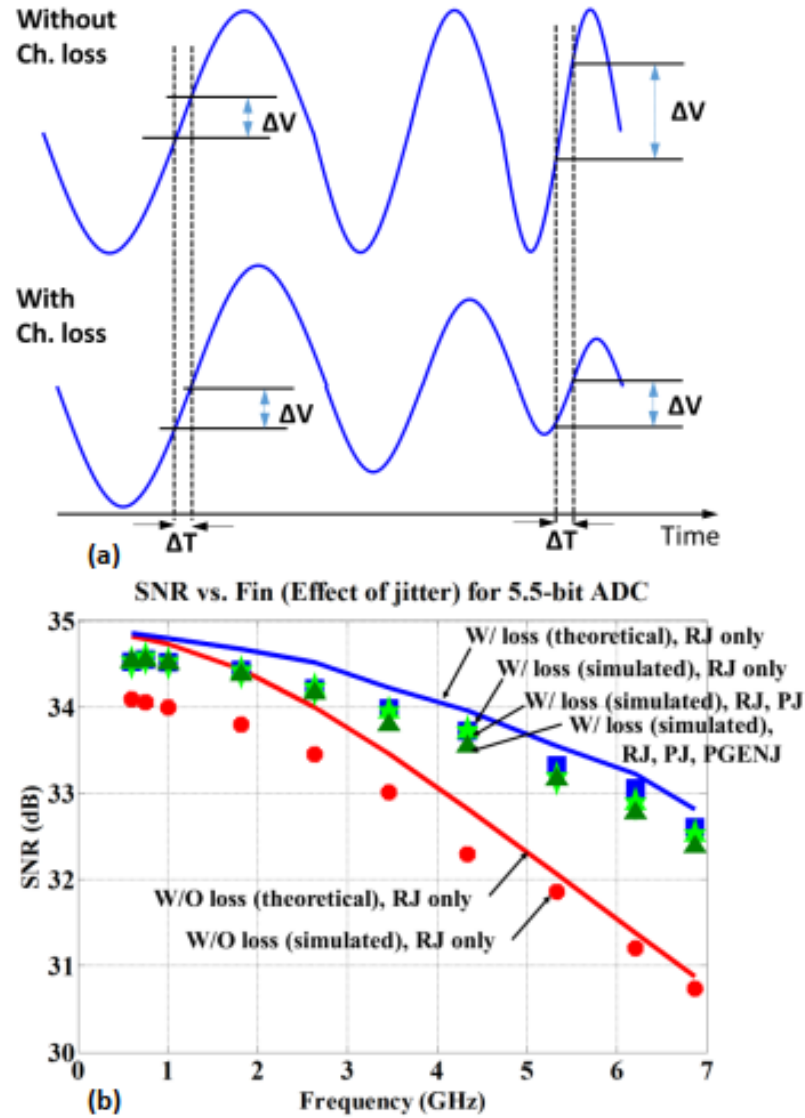 Without
Ch. loss
ΔV
ΔV
With
Ch. loss
ΔV
ΔV
ΔT
ΔT
Time
(a)
SNR vs. Fin (Effect of jitter) for 5.5-bit ADC
35
34
33
32
31
30
SNR (dB)
W/ loss (theoretical), RJ only
W/ loss (simulated), RJ only
W/ loss (simulated), RJ, PJ
W/ loss (simulated),
RJ, PJ, PGENJ
W/O loss (theoretical), RJ only
W/O loss (simulated), RJ only
0 1 2 3 4 5 6 7
Frequency (GHz)
(b)